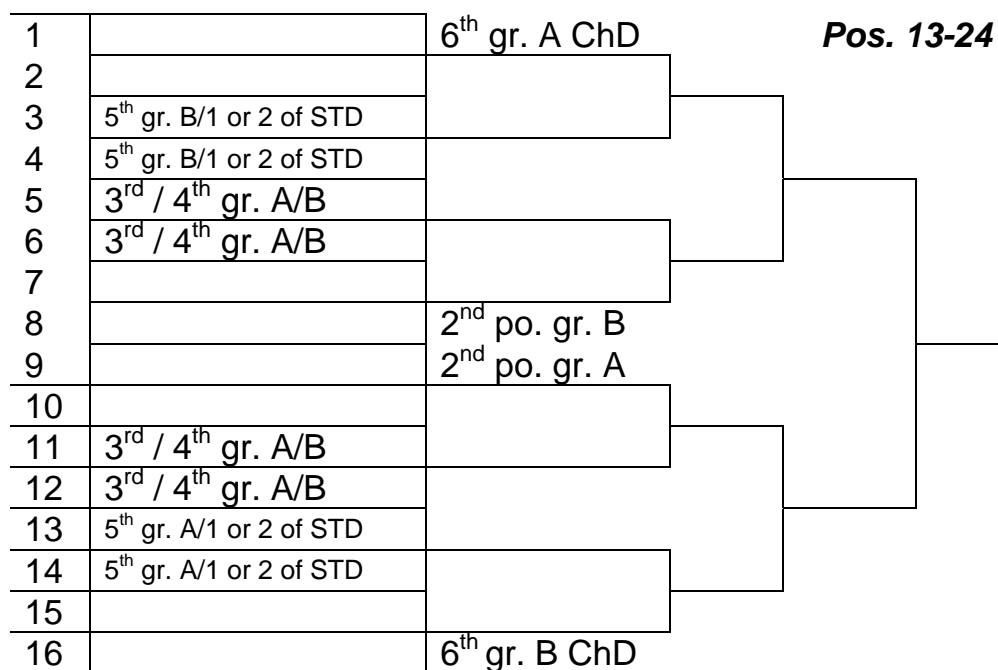 1 6th gr. A ChD Pos. 13-24
2
3 5th gr. B/1 or 2 of STD
4 5th gr. B/1 or 2 of STD
5 3rd / 4th gr. A/B
6 3rd / 4th gr. A/B
7
8 2nd po. gr. B
9 2nd po. gr. A
10
11 3rd / 4th gr. A/B
12 3rd / 4th gr. A/B
13 5th gr. A/1 or 2 of STD
14 5th gr. A/1 or 2 of STD
15
16 6th gr. B ChD